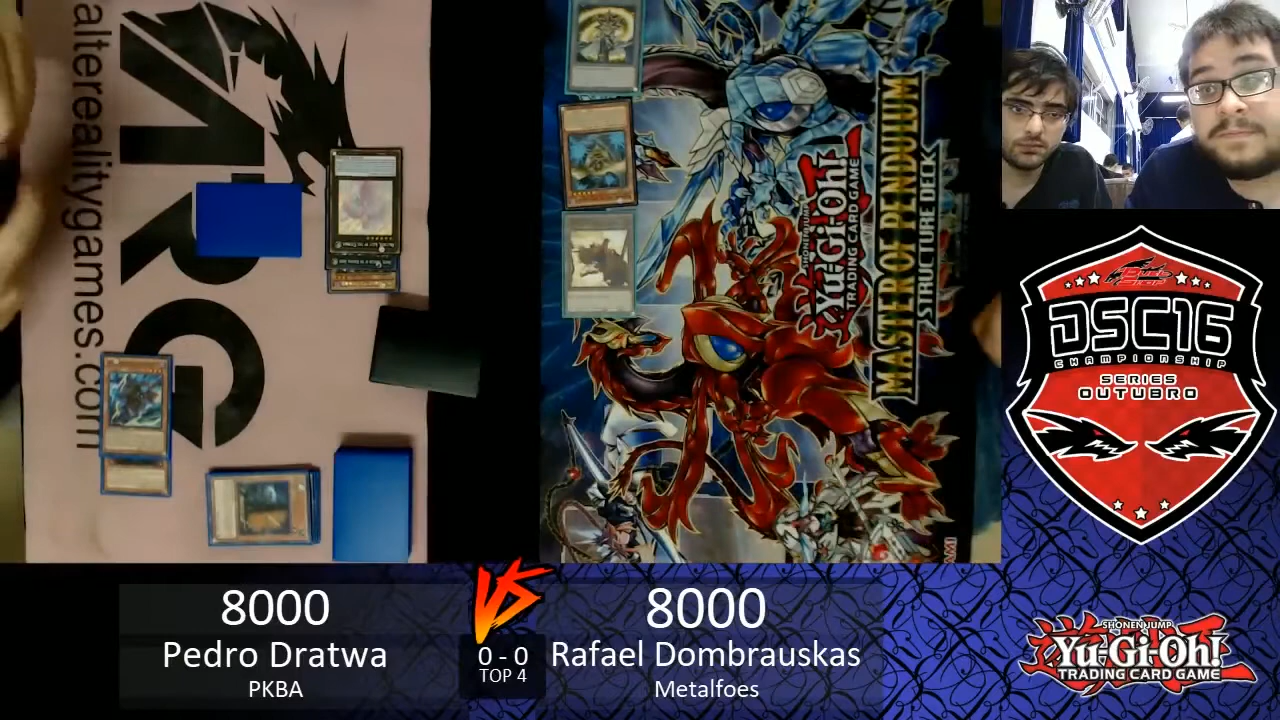 ARG
alterealitygames.com
SHONEN JUMP
Yu-Gi-Oh!
TRADING CARD GAME
MASTER OF PENDULUM
STRUCTURE DECK
DSC16
CHAMPIONSHIP
SERIES
OUTUBRO
8000
Pedro Dratwa
PKBA
VS
0 - 0
TOP 4
8000
Rafael Dombrauskas
Metalfoes
SHONEN JUMP
Yu-Gi-Oh!
TRADING CARD GAME